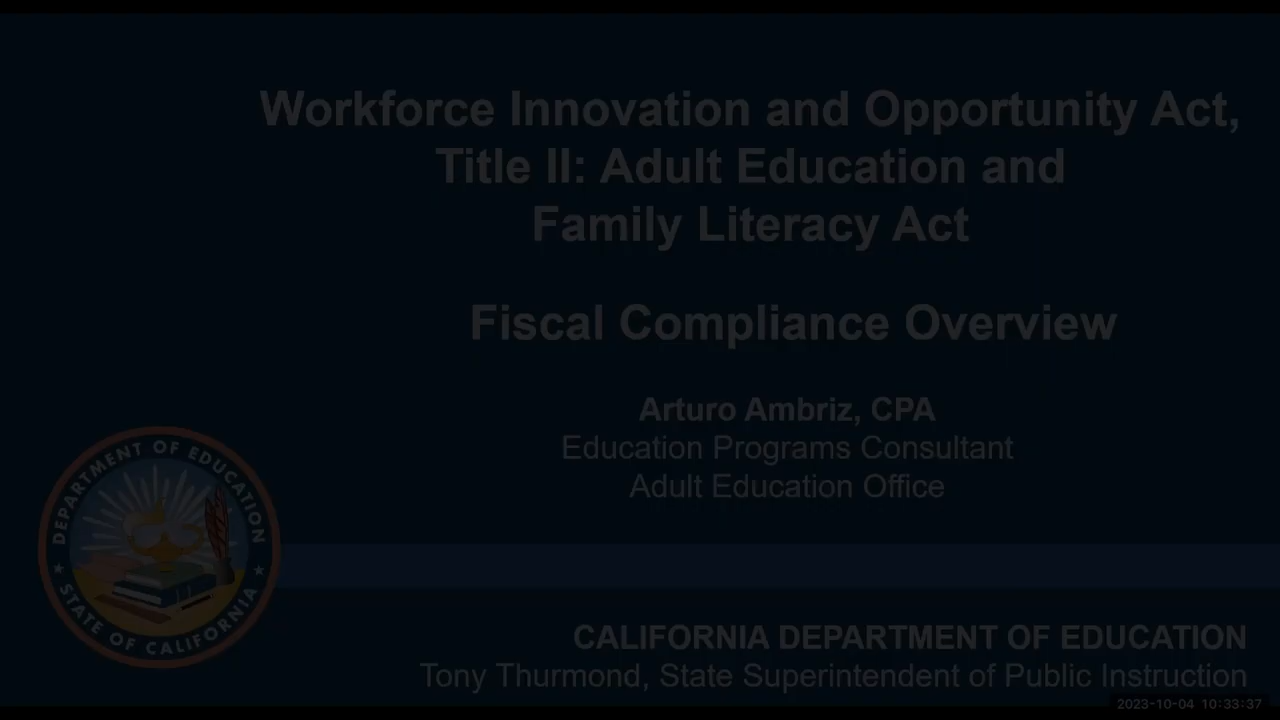 Workforce Innovation and Opportunity Act,
Title II: Adult Education and
Family Literacy Act
Fiscal Compliance Overview
Arturo Ambriz, CPA
Education Programs Consultant
Adult Education Office
DEPARTMENT OF EDUCATION
STATE OF CALIFORNIA
CALIFORNIA DEPARTMENT OF EDUCATION
Tony Thurmond, State Superintendent of Public Instruction
2023-10-04 10:33:37